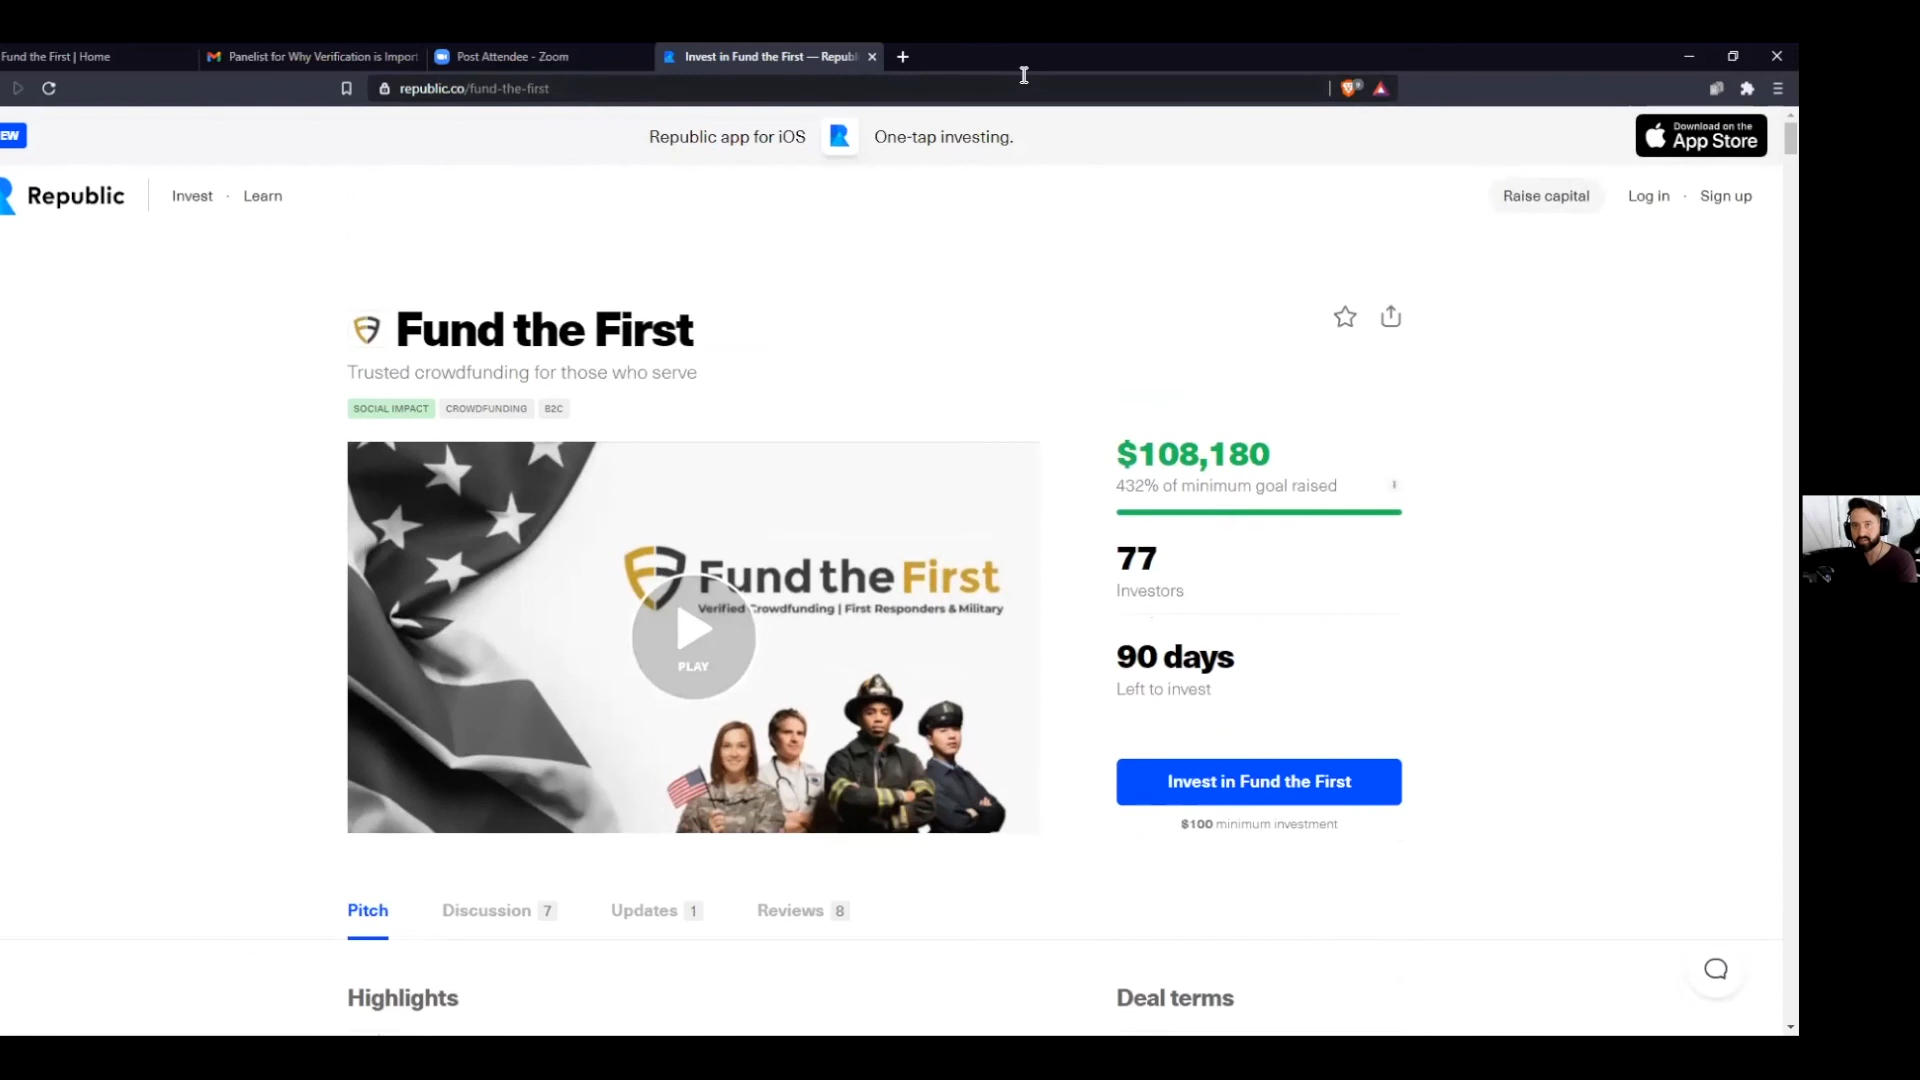 Fund the First | Home
Panelist for Why Verification is Import
Post Attendee - Zoom
Invest in Fund the First — Republ
republic.co/fund-the-first
EW
Republic app for iOS
One-tap investing.
Download on the
App Store
Republic
Invest · Learn
Raise capital
Log in · Sign up
Fund the First
Trusted crowdfunding for those who serve
SOCIAL IMPACT
CROWDFUNDING
B2C
Fund the First
Verified Crowdfunding | First Responders & Military
PLAY
$108,180
432% of minimum goal raised
77
Investors
90 days
Left to invest
Invest in Fund the First
$100 minimum investment
Pitch
Discussion 7
Updates 1
Reviews 8
Highlights
Deal terms